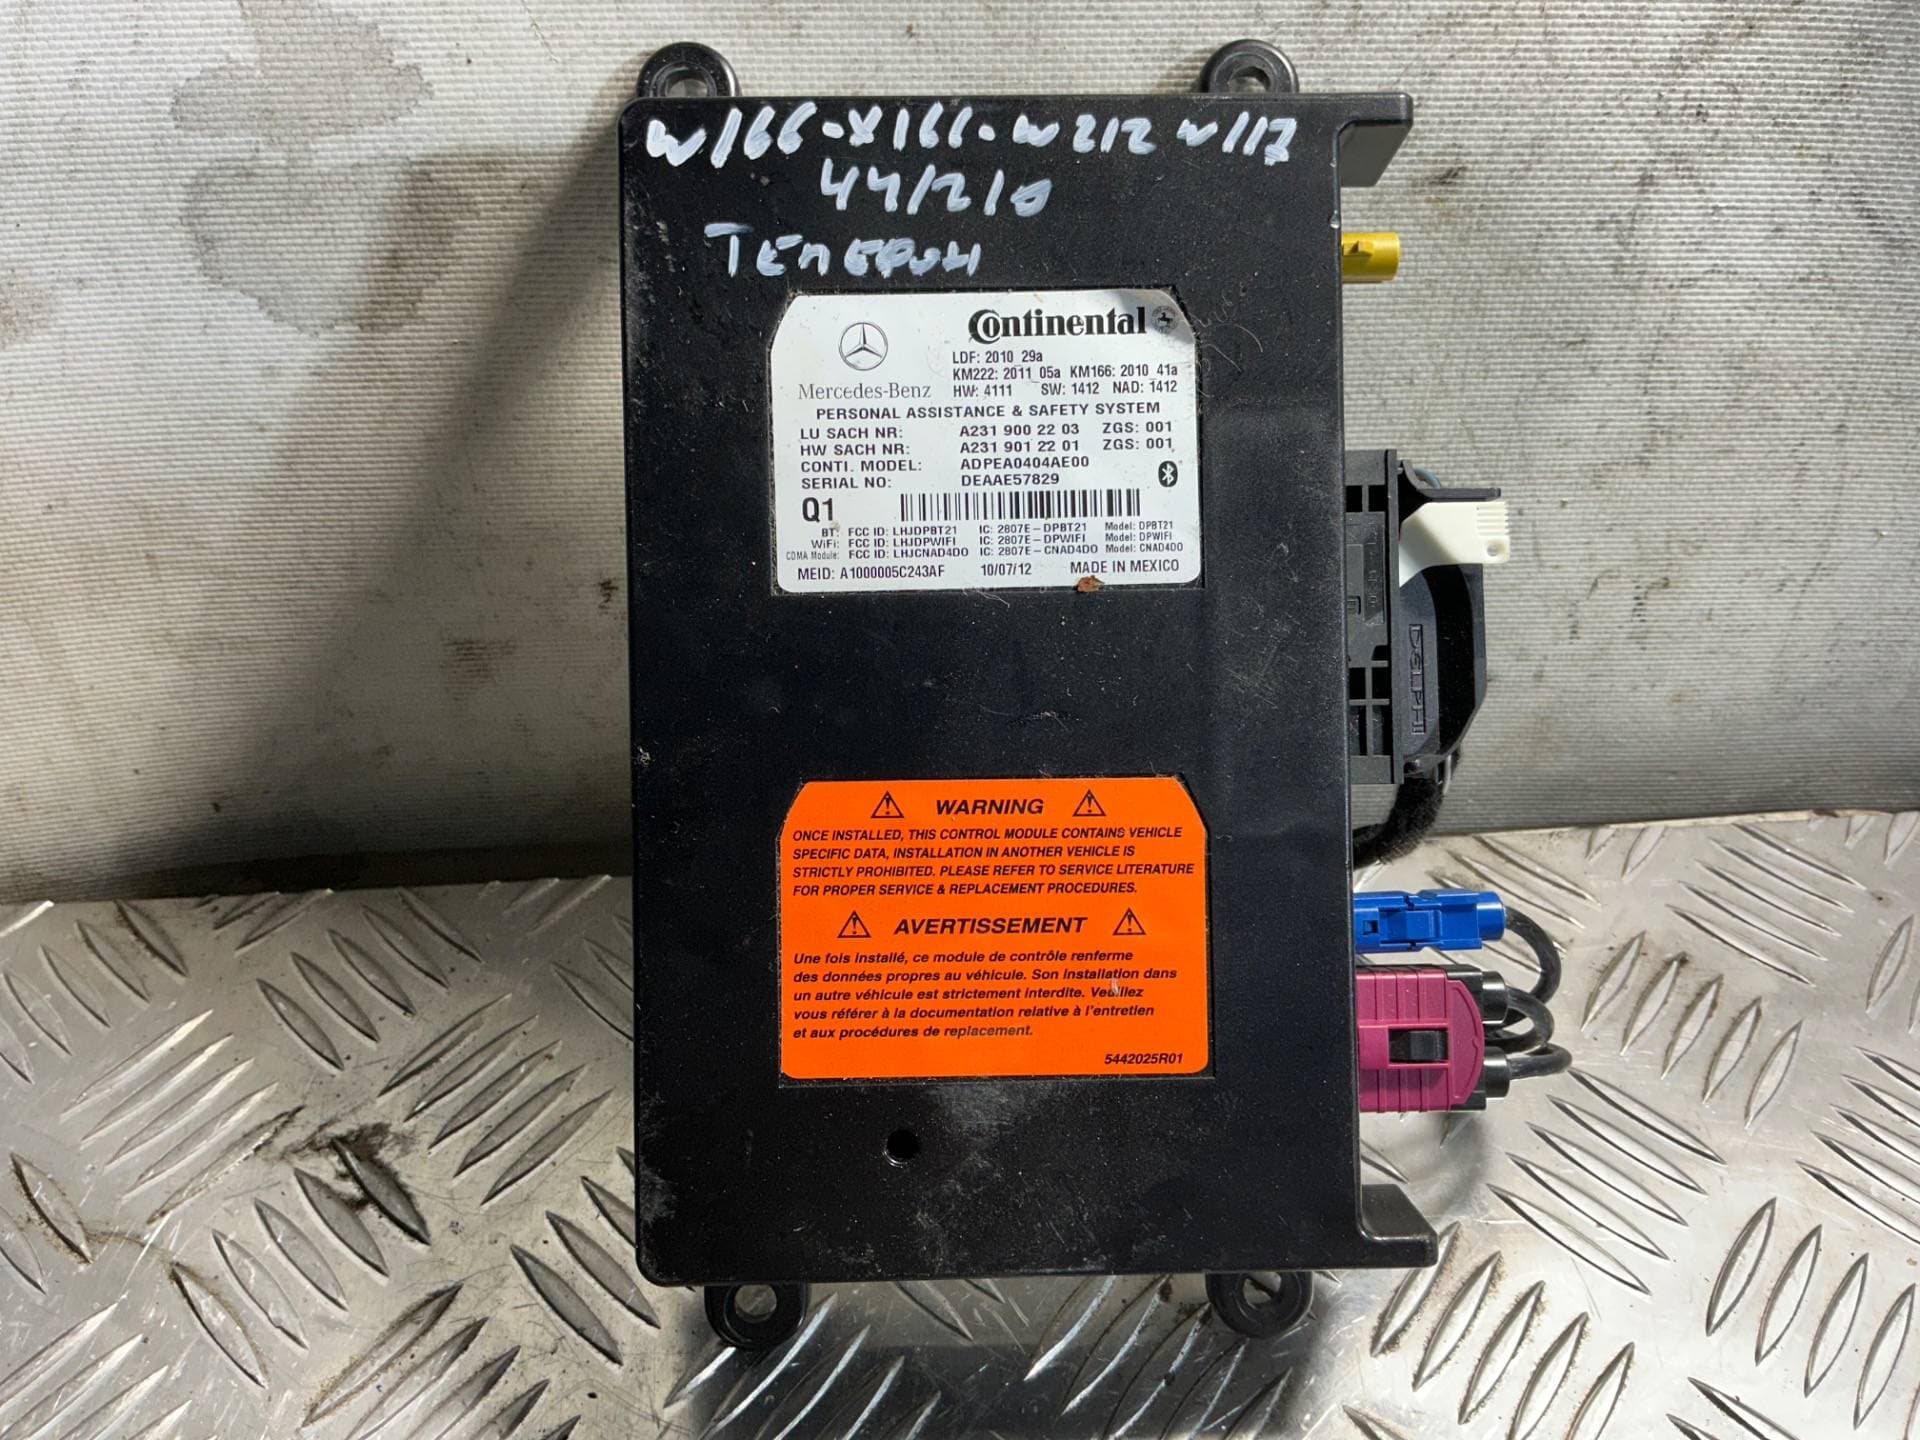 W166-X166-W212 W117
44/210
ТЕЛЕФОН
Continental
Mercedes-Benz
LDF: 2010 29a
KM222: 2011 05a KM166: 2010 41a
HW: 4111 SW: 1412 NAD: 1412
PERSONAL ASSISTANCE & SAFETY SYSTEM
LU SACH NR: A231 900 22 03 ZGS: 001
HW SACH NR: A231 901 22 01 ZGS: 001
CONTI. MODEL: ADPEA0404AE00
SERIAL NO: DEAAE57829
Q1
BT: FCC ID: LHJDPBT21 IC: 2807E-DPBT21 Model: DPBT21
WiFi: FCC ID: LHJDPWIFI IC: 2807E-DPWIFI Model: DPWIFI
CDMA Module: FCC ID: LHJCNAD4DO IC: 2807E-CNAD4DO Model: CNAD4DO
MEID: A1000005C243AF 10/07/12 MADE IN MEXICO
DELPHI
WARNING
ONCE INSTALLED, THIS CONTROL MODULE CONTAINS VEHICLE
SPECIFIC DATA, INSTALLATION IN ANOTHER VEHICLE IS
STRICTLY PROHIBITED. PLEASE REFER TO SERVICE LITERATURE
FOR PROPER SERVICE & REPLACEMENT PROCEDURES.
AVERTISSEMENT
Une fois installé, ce module de contrôle renferme
des données propres au véhicule. Son installation dans
un autre véhicule est strictement interdite. Veuillez
vous référer à la documentation relative à l'entretien
et aux procédures de replacement.
5442025R01